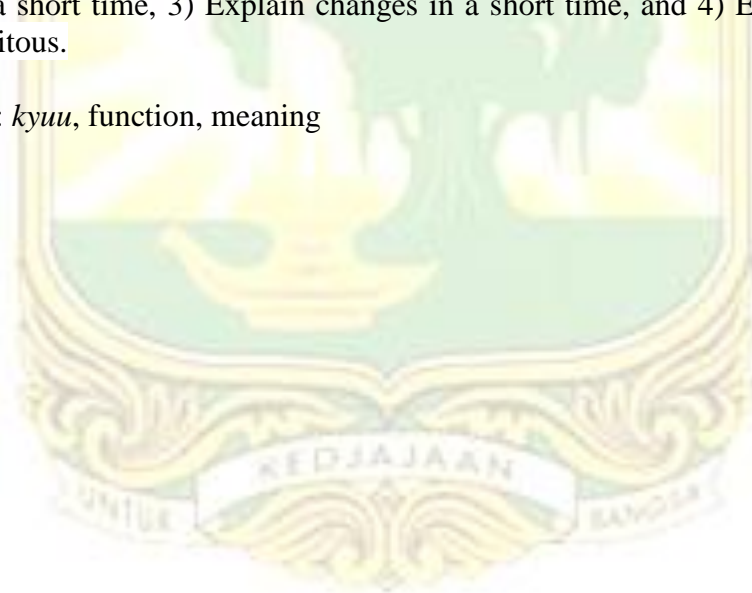 a short time, 3) Explain changes in a short time, and 4) E
itous.
: kyuu, function, meaning
KEDJAJAAN
UNTUK
BANGSA